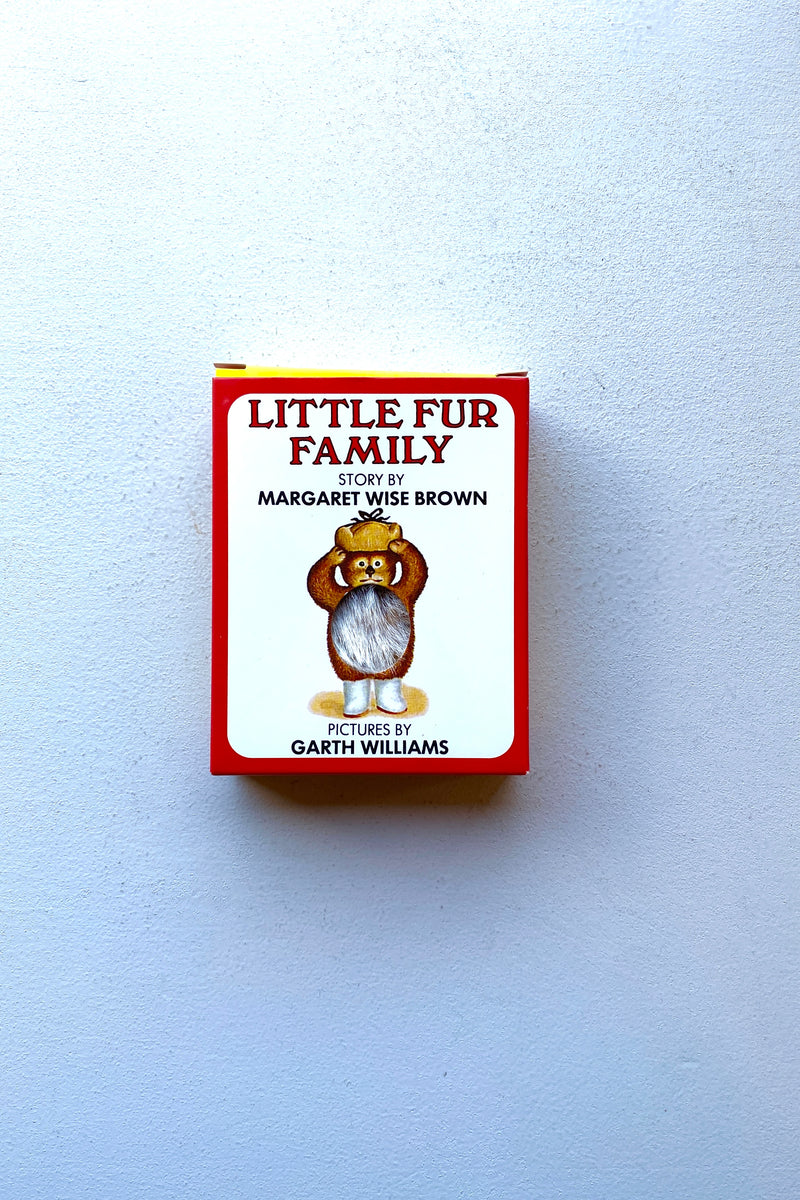 LITTLE FUR
FAMILY
STORY BY
MARGARET WISE BROWN
PICTURES BY
GARTH WILLIAMS